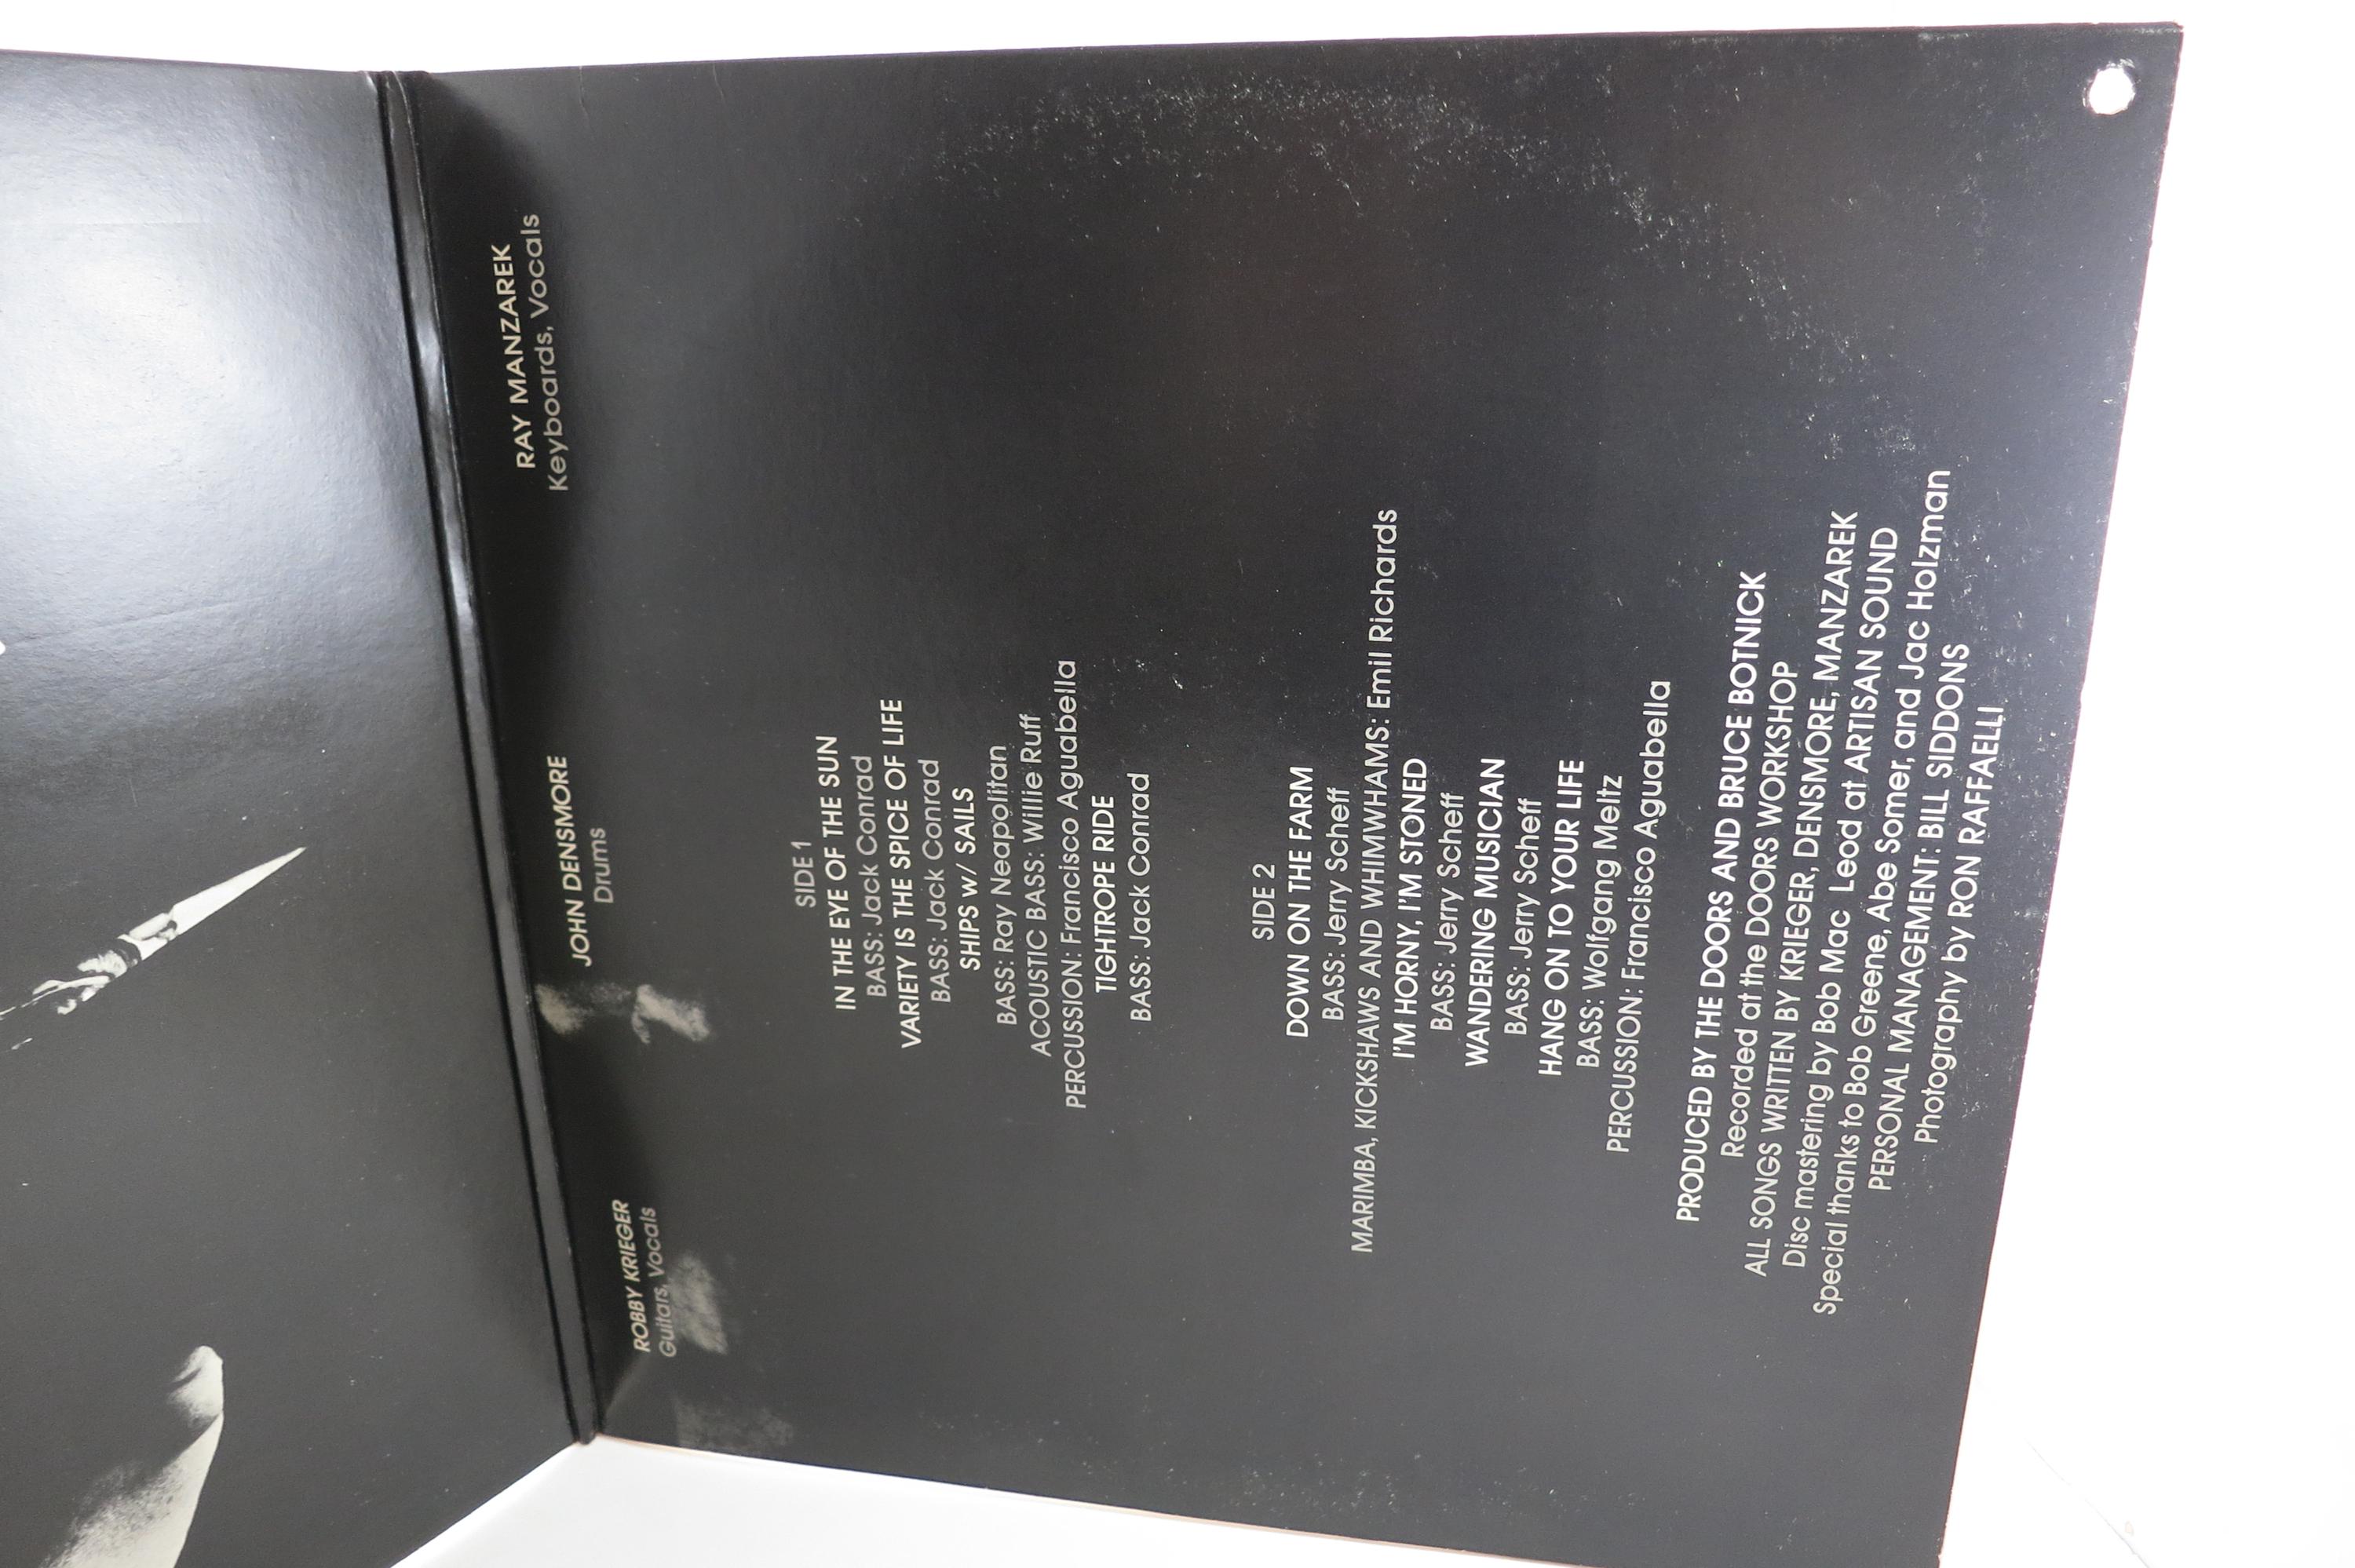 ROBBY KRIEGER
Guitars, Vocals
JOHN DENSMORE
Drums
RAY MANZAREK
Keyboards, Vocals
SIDE 1
IN THE EYE OF THE SUN
BASS: Jack Conrad
VARIETY IS THE SPICE OF LIFE
BASS: Jack Conrad
SHIPS w/ SAILS
BASS: Ray Neapolitan
ACOUSTIC BASS: Willie Ruff
PERCUSSION: Francisco Aguabella
TIGHTROPE RIDE
BASS: Jack Conrad
SIDE 2
DOWN ON THE FARM
BASS: Jerry Scheff
MARIMBA, KICKSHAWS AND WHIMWHAMS: Emil Richards
I'M HORNY, I'M STONED
BASS: Jerry Scheff
WANDERING MUSICIAN
BASS: Jerry Scheff
HANG ON TO YOUR LIFE
BASS: Wolfgang Meltz
PERCUSSION: Francisco Aguabella
PRODUCED BY THE DOORS AND BRUCE BOTNICK
Recorded at the DOORS WORKSHOP
ALL SONGS WRITTEN BY KRIEGER, DENSMORE, MANZAREK
Disc mastering by Bob Mac Leod at ARTISAN SOUND
Special thanks to Bob Greene, Abe Somer, and Jac Holzman
PERSONAL MANAGEMENT: BILL SIDDONS
Photography by RON RAFFAELLI